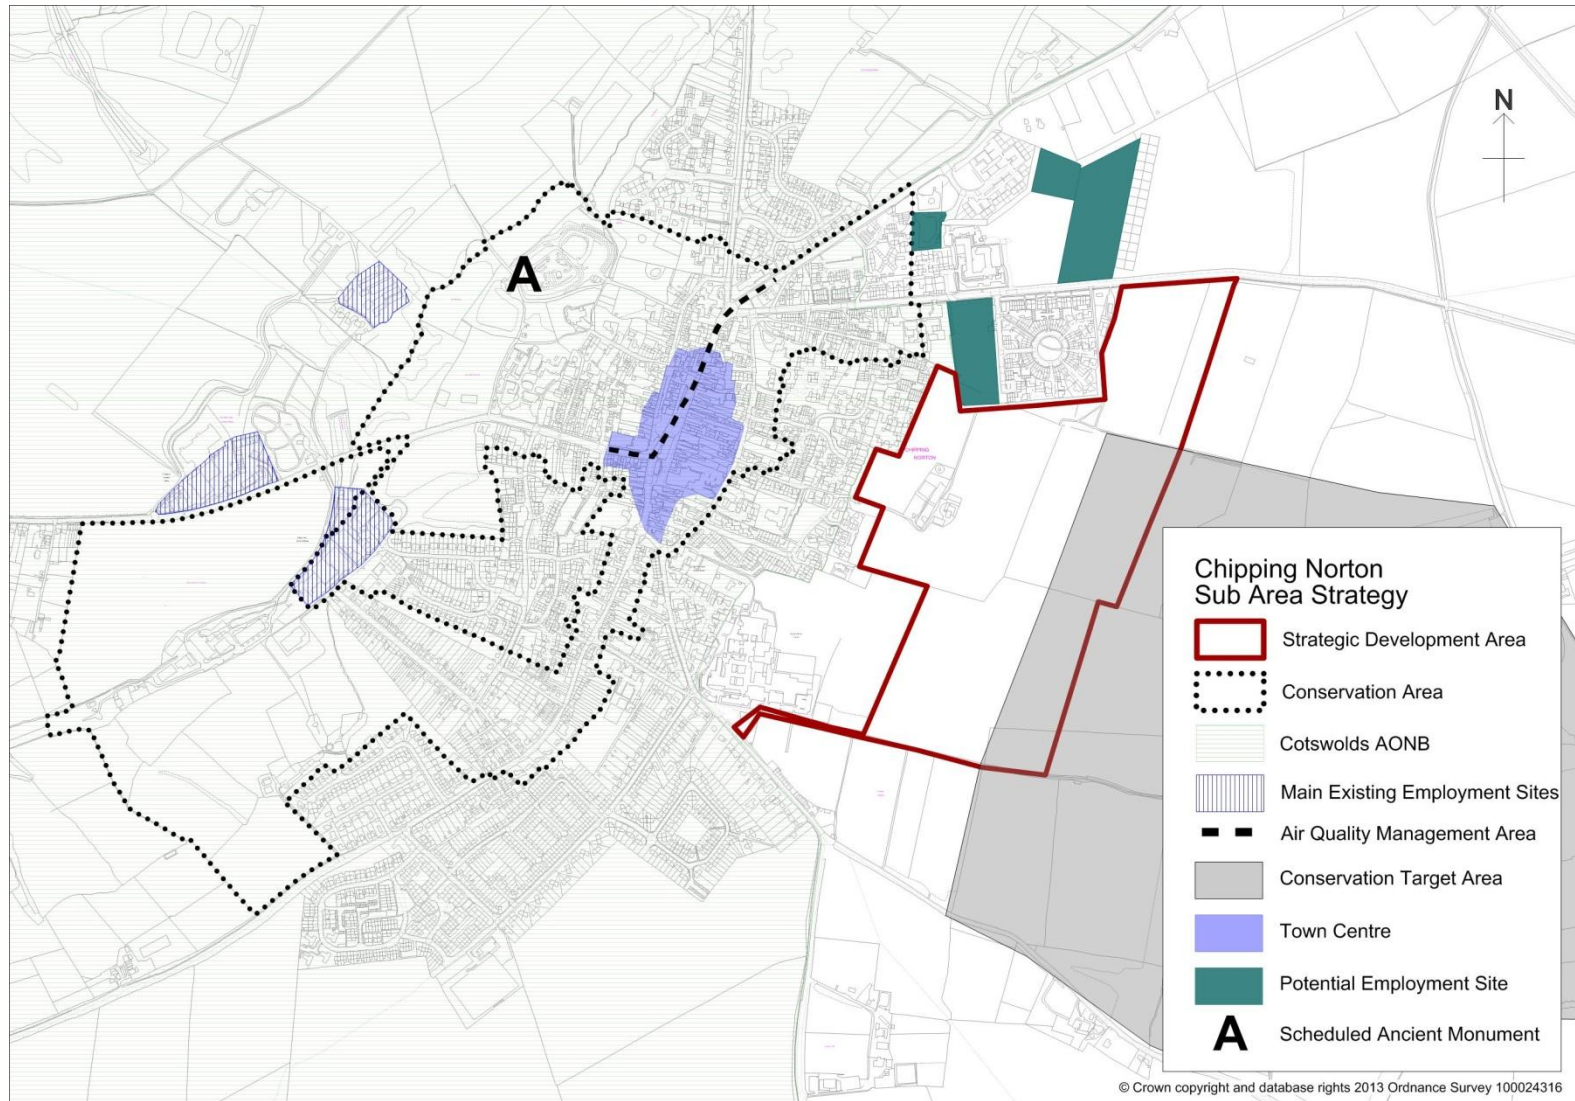 N
A
CHIPPING
NORTON
Chipping Norton
Sub Area Strategy
Strategic Development Area
Conservation Area
Cotswolds AONB
Main Existing Employment Sites
Air Quality Management Area
Conservation Target Area
Town Centre
Potential Employment Site
A Scheduled Ancient Monument
© Crown copyright and database rights 2013 Ordnance Survey 100024316